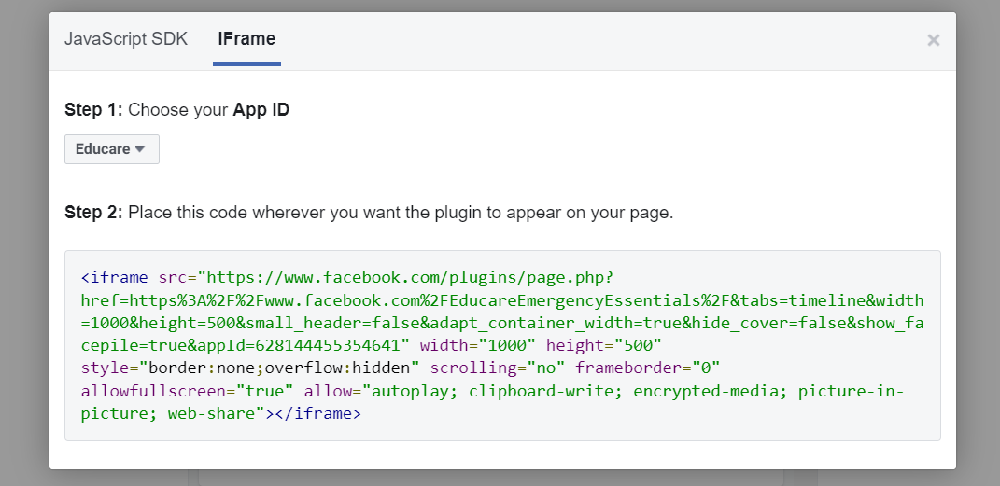 JavaScript SDK IFrame ×
Step 1: Choose your App ID
Educare
Step 2: Place this code wherever you want the plugin to appear on your page.
<iframe src="https://www.facebook.com/plugins/page.php?
href=https%3A%2F%2Fwww.facebook.com%2FEducareEmergencyEssentials%2F&tabs=timeline&width
=1000&height=500&small_header=false&adapt_container_width=true&hide_cover=false&show_fa
cepile=true&appId=628144455354641" width="1000" height="500"
style="border:none;overflow:hidden" scrolling="no" frameborder="0"
allowfullscreen="true" allow="autoplay; clipboard-write; encrypted-media; picture-in-
picture; web-share"></iframe>